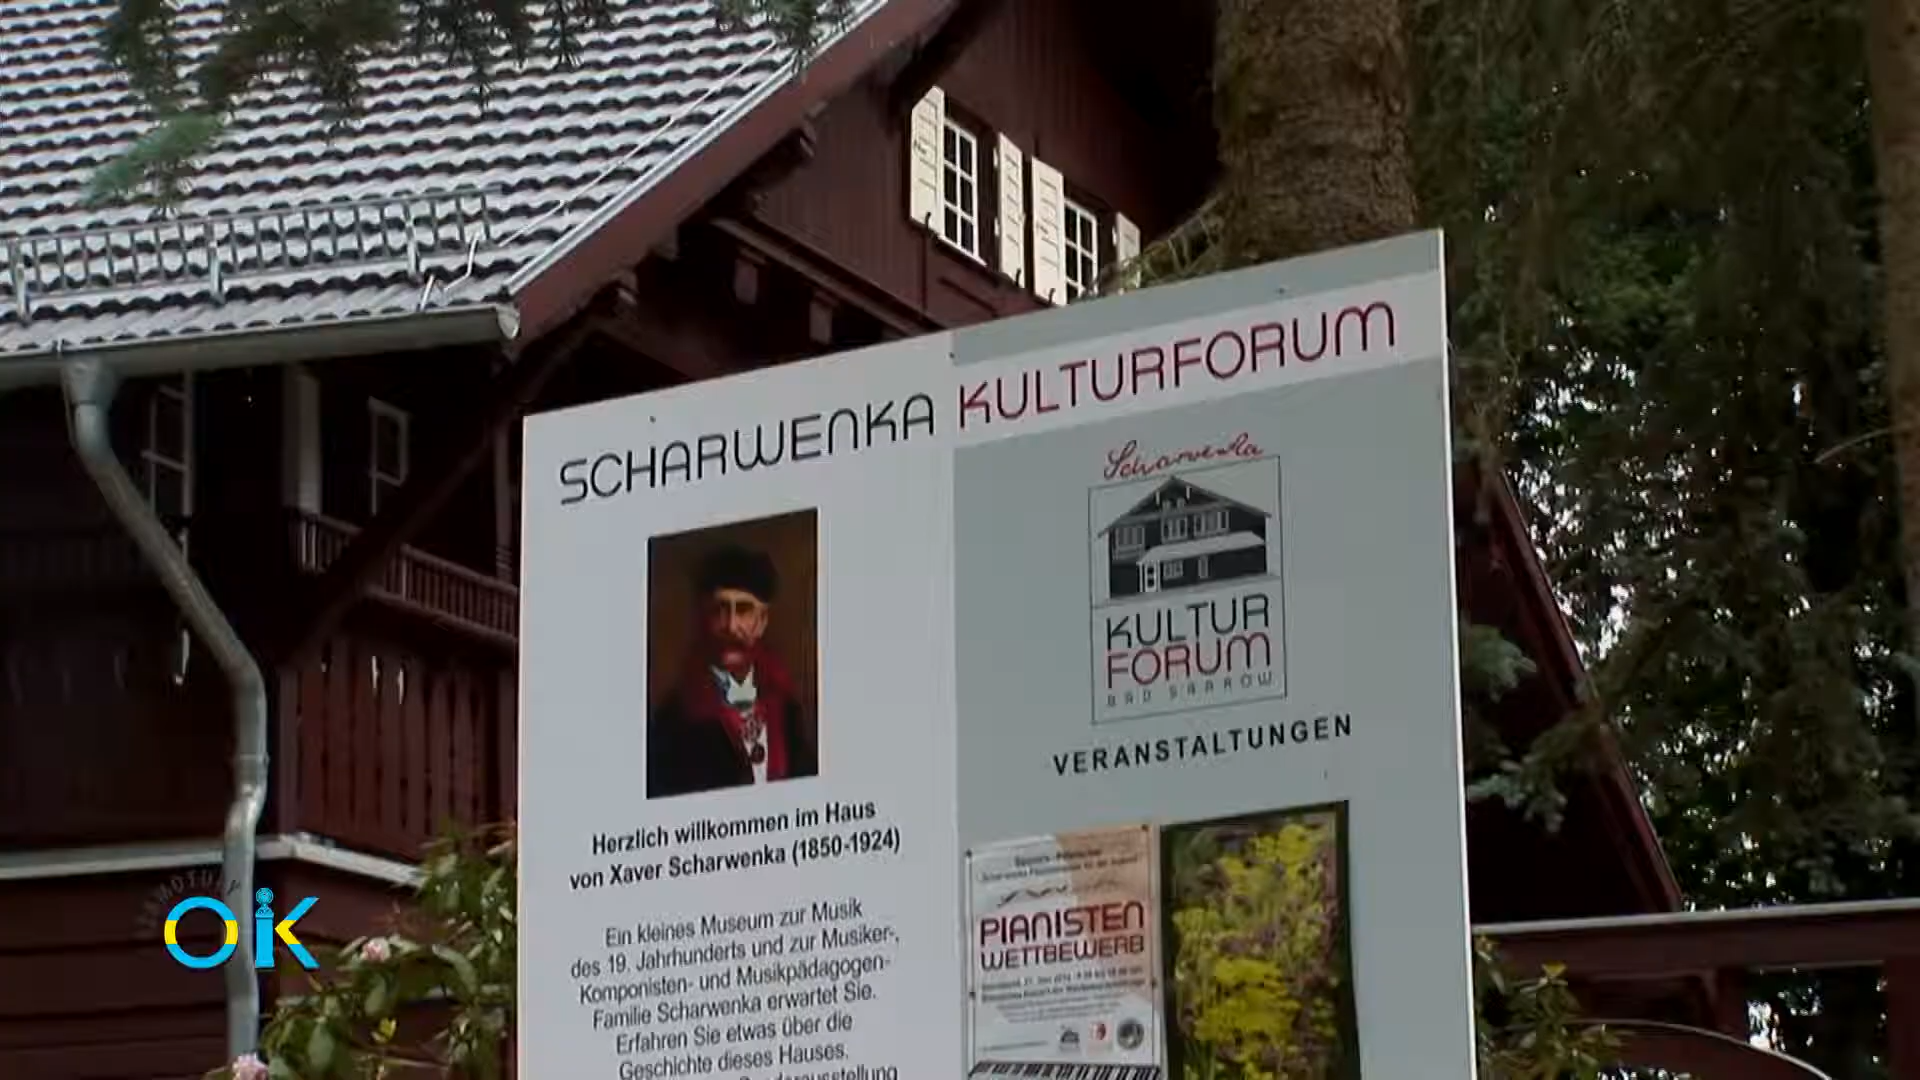 SCHARWENKA KULTURFORUM
Herzlich willkommen im Haus
von Xaver Scharwenka (1850-1924)
Ein kleines Museum zur Musik
des 19. Jahrhunderts und zur Musiker-,
Komponisten- und Musikpädagogen-
Familie Scharwenka erwartet Sie.
Erfahren Sie etwas über die
Geschichte dieses Hauses.
Scharwenka
KULTUR
FORUM
BAD SAAROW
VERANSTALTUNGEN
PIANISTEN
WETTBEWERB
OK